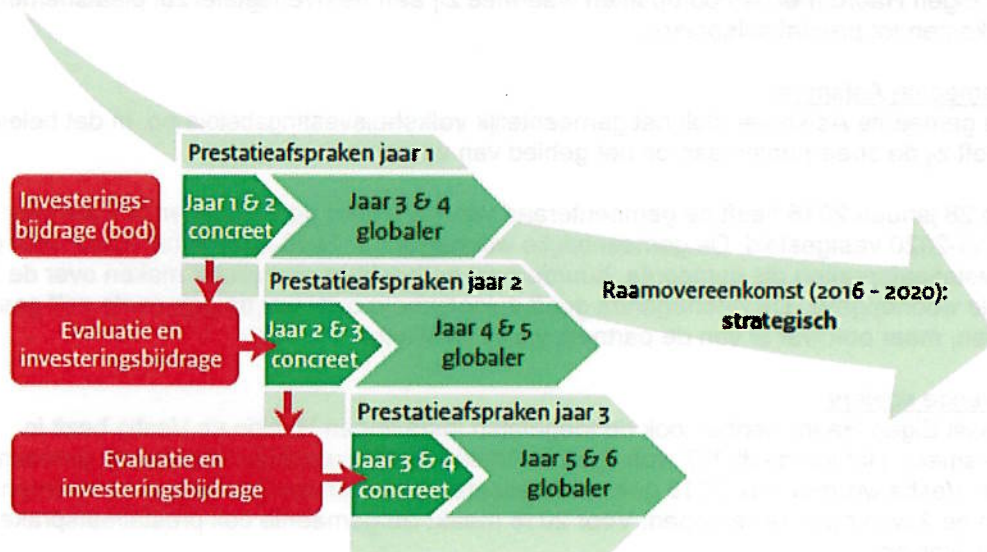 Prestatieafspraken jaar 1
Investerings-
bijdrage (bod)
Jaar 1 & 2
concreet
Jaar 3 & 4
globaler
Prestatieafspraken jaar 2
Evaluatie en
investeringsbijdrage
Jaar 2 & 3
concreet
Jaar 4 & 5
globaler
Raamovereenkomst (2016 - 2020):
strategisch
Prestatieafspraken jaar 3
Evaluatie en
investeringsbijdrage
Jaar 3 & 4
concreet
Jaar 5 & 6
globaler